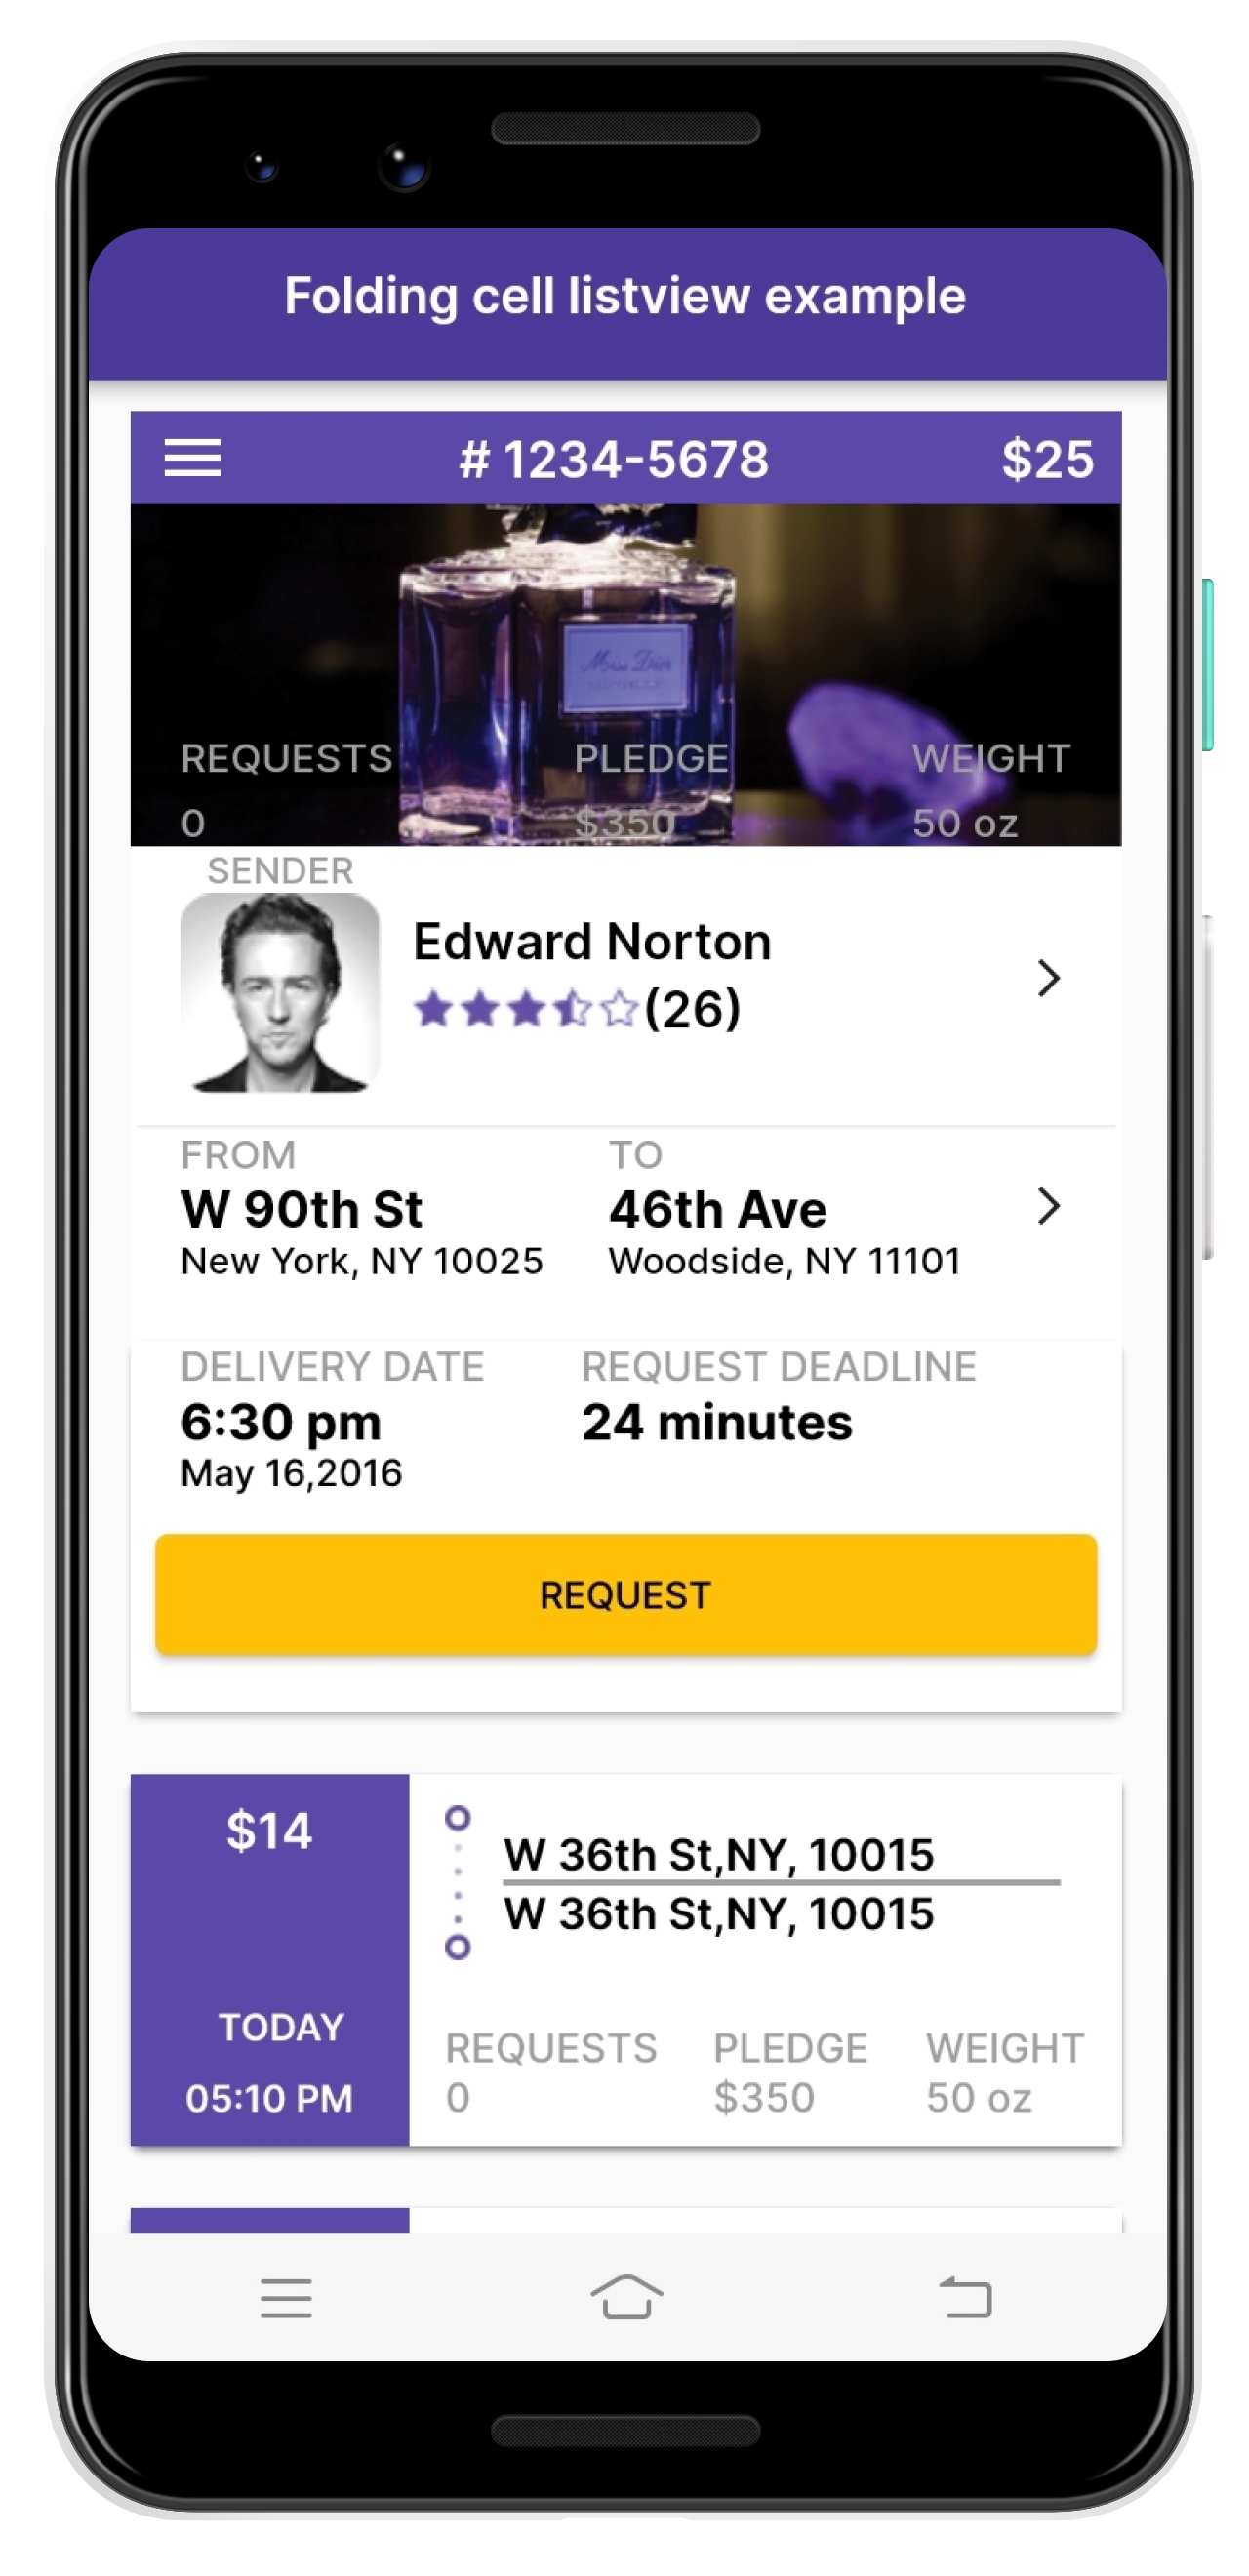 Folding cell listview example
# 1234-5678 $25
Miss Dior
REQUESTS PLEDGE WEIGHT
0 $350 50 oz
SENDER
Edward Norton
(26)
FROM TO
W 90th St 46th Ave
New York, NY 10025 Woodside, NY 11101
DELIVERY DATE REQUEST DEADLINE
6:30 pm 24 minutes
May 16,2016
REQUEST
$14
W 36th St,NY, 10015
W 36th St,NY, 10015
TODAY
05:10 PM
REQUESTS PLEDGE WEIGHT
0 $350 50 oz